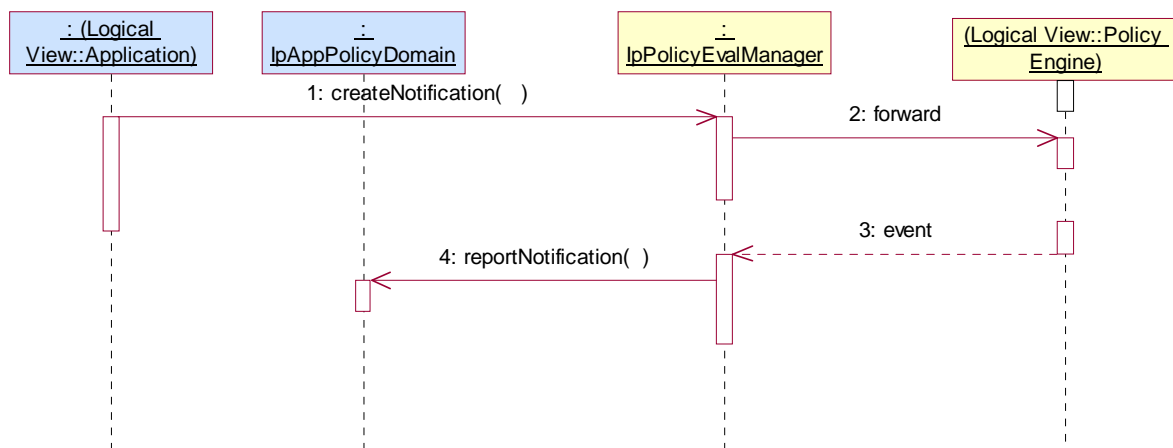 : (Logical
View::Application)
:
IpAppPolicyDomain
:
IpPolicyEvalManager
(Logical View::Policy
Engine)
1: createNotification( )
2: forward
3: event
4: reportNotification( )